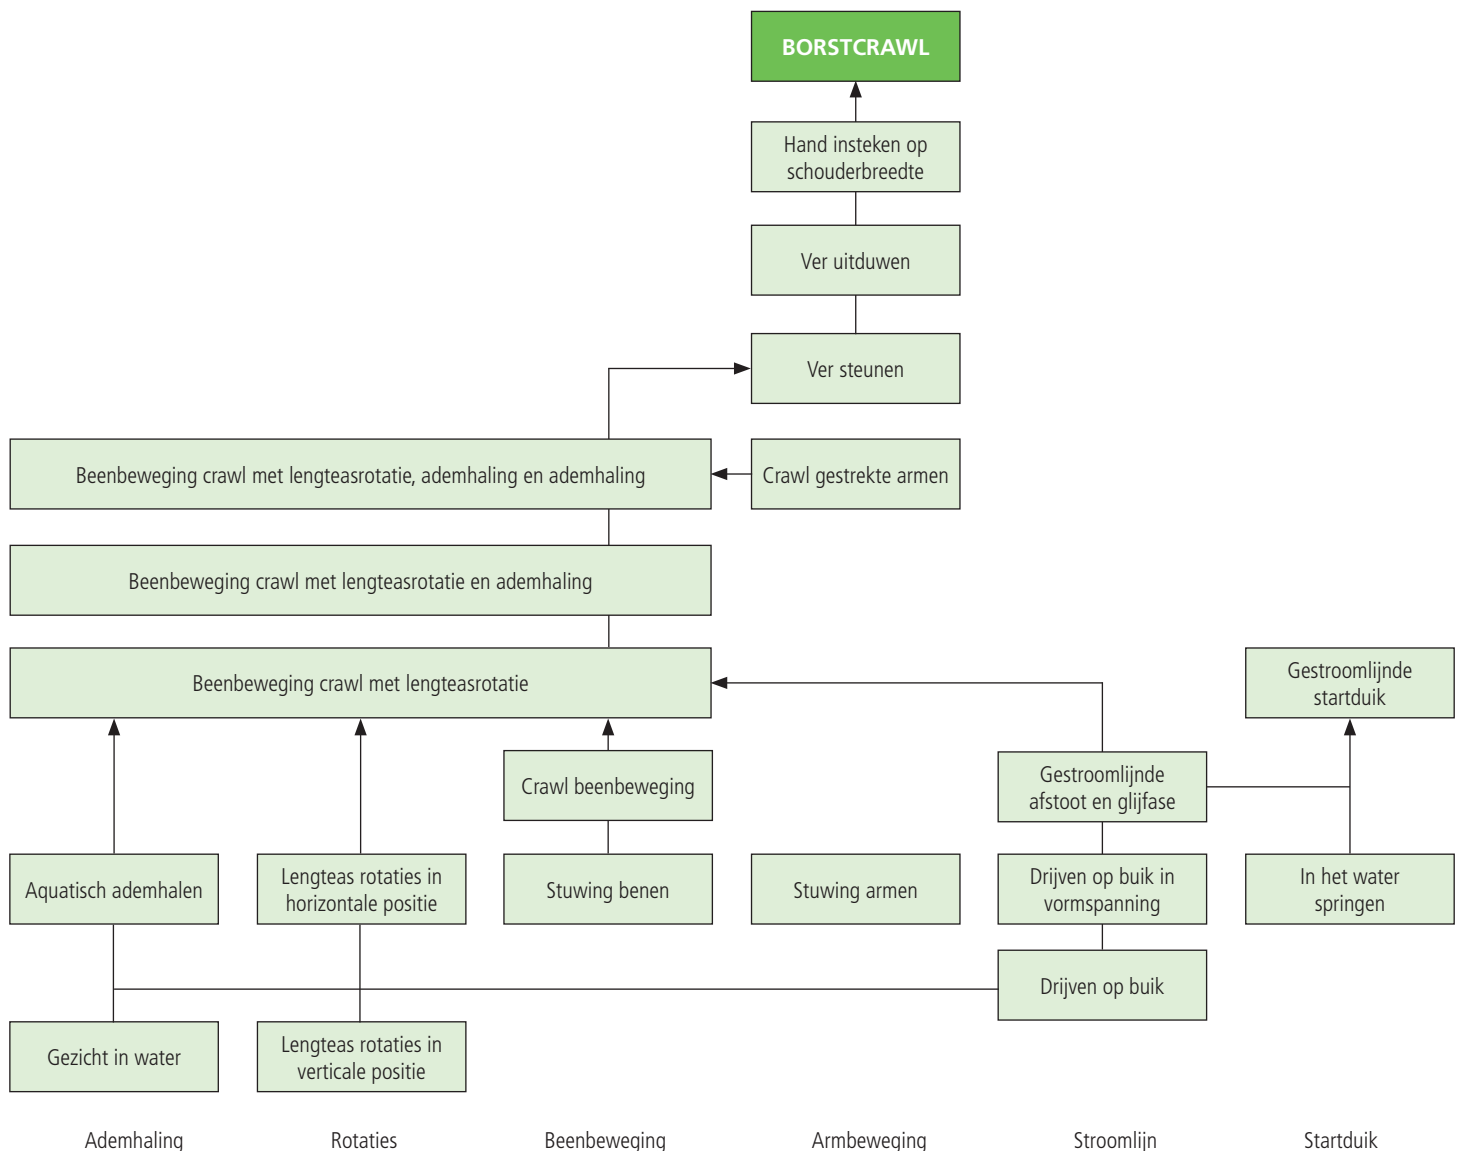 BORSTCRAWL
Hand insteken op
schouderbreedte
Ver uitduwen
Ver steunen
Beenbeweging crawl met lengteasrotatie, ademhaling en ademhaling
Crawl gestrekte armen
Beenbeweging crawl met lengteasrotatie en ademhaling
Beenbeweging crawl met lengteasrotatie
Gestroomlijnde
startduik
Crawl beenbeweging
Gestroomlijnde
afstoot en glijfase
Aquatisch ademhalen
Lengteas rotaties in
horizontale positie
Stuwing benen
Stuwing armen
Drijven op buik in
vormspanning
In het water
springen
Drijven op buik
Gezicht in water
Lengteas rotaties in
verticale positie
Ademhaling
Rotaties
Beenbeweging
Armbeweging
Stroomlijn
Startduik